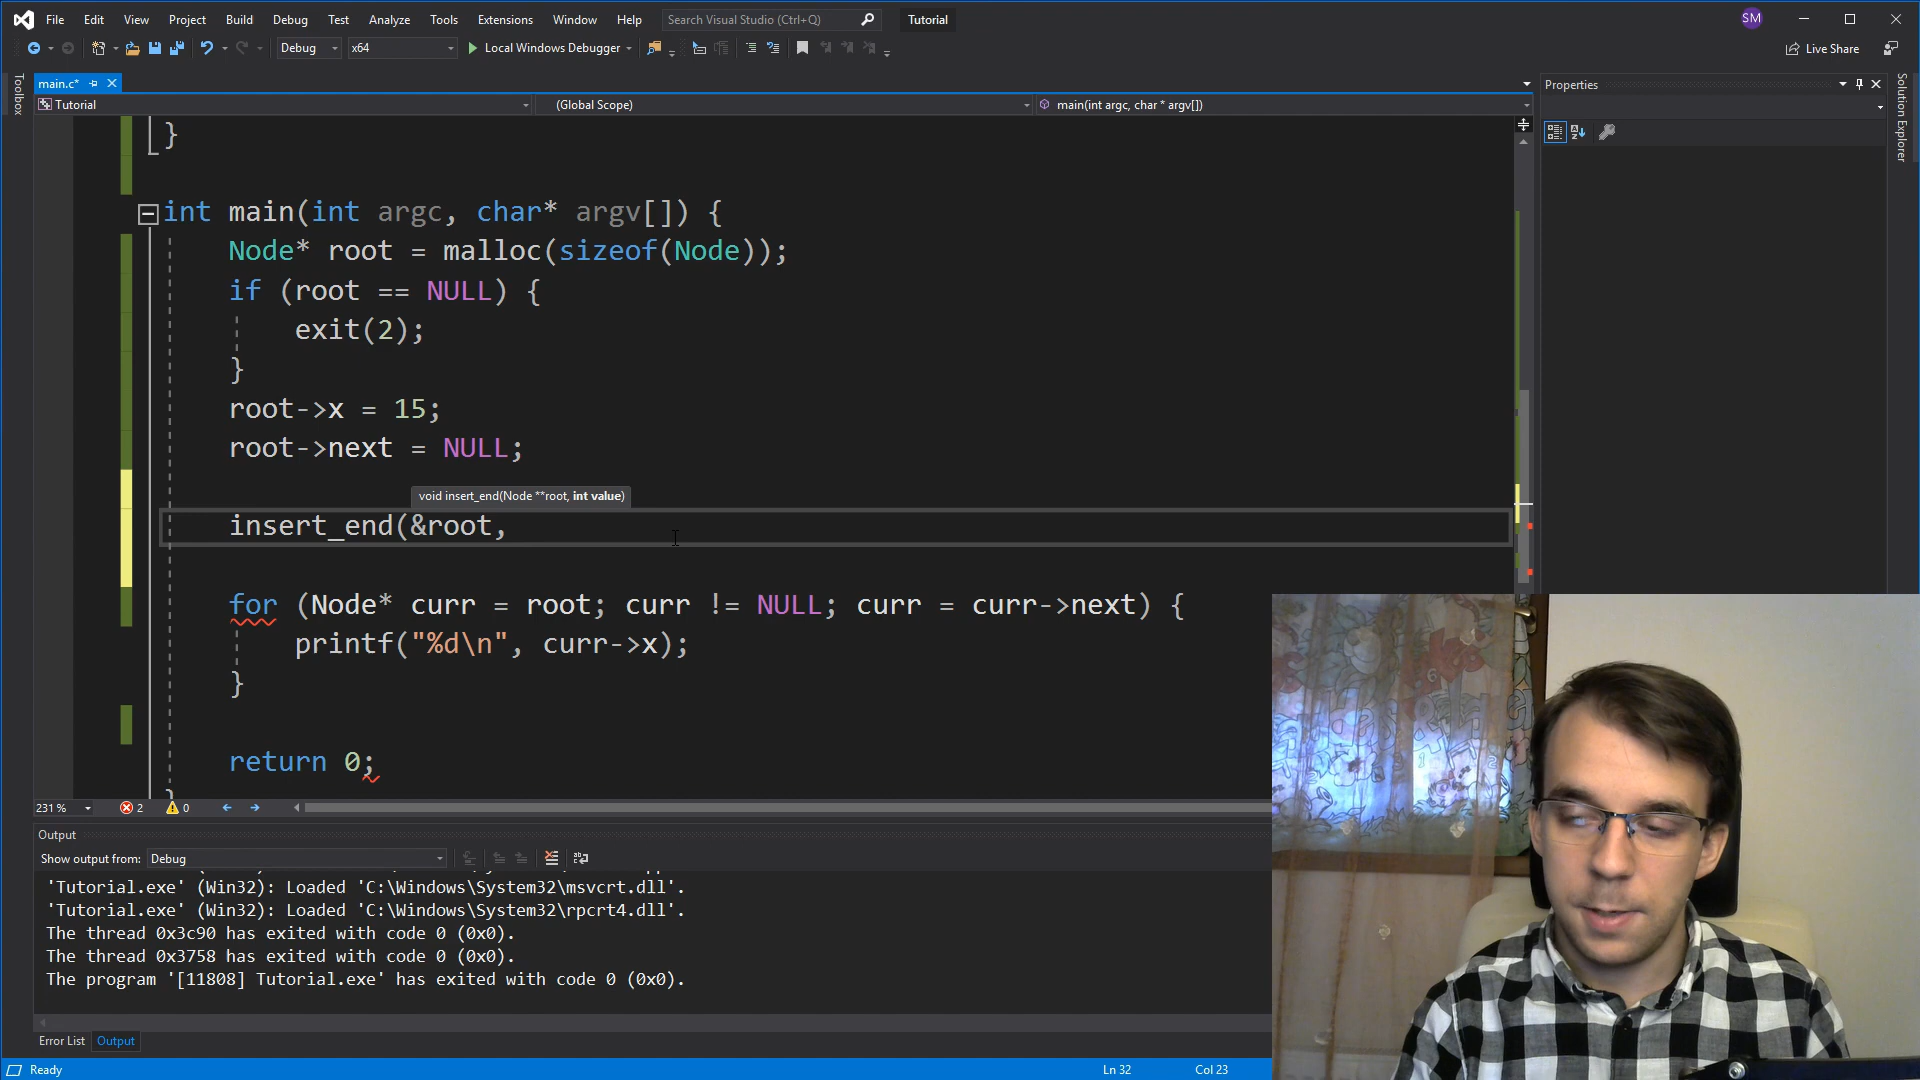 File Edit View Project Build Debug Test Analyze Tools Extensions Window Help Search Visual Studio (Ctrl+Q) Tutorial SM
Debug x64 Local Windows Debugger Live Share
main.c*
Properties
Toolbox
Solution Explorer
Tutorial (Global Scope) main(int argc, char * argv[])
}
int main(int argc, char* argv[]) {
Node* root = malloc(sizeof(Node));
if (root == NULL) {
exit(2);
}
root->x = 15;
root->next = NULL;
void insert_end(Node **root, int value)
insert_end(&root,
for (Node* curr = root; curr != NULL; curr = curr->next) {
printf("%d\n", curr->x);
}
return 0;
}
231 % 2 0
Output
Show output from: Debug
'Tutorial.exe' (Win32): Loaded 'C:\Windows\System32\msvcrt.dll'.
'Tutorial.exe' (Win32): Loaded 'C:\Windows\System32\rpcrt4.dll'.
The thread 0x3c90 has exited with code 0 (0x0).
The thread 0x3758 has exited with code 0 (0x0).
The program '[11808] Tutorial.exe' has exited with code 0 (0x0).
Error List Output
Ready Ln 32 Col 23